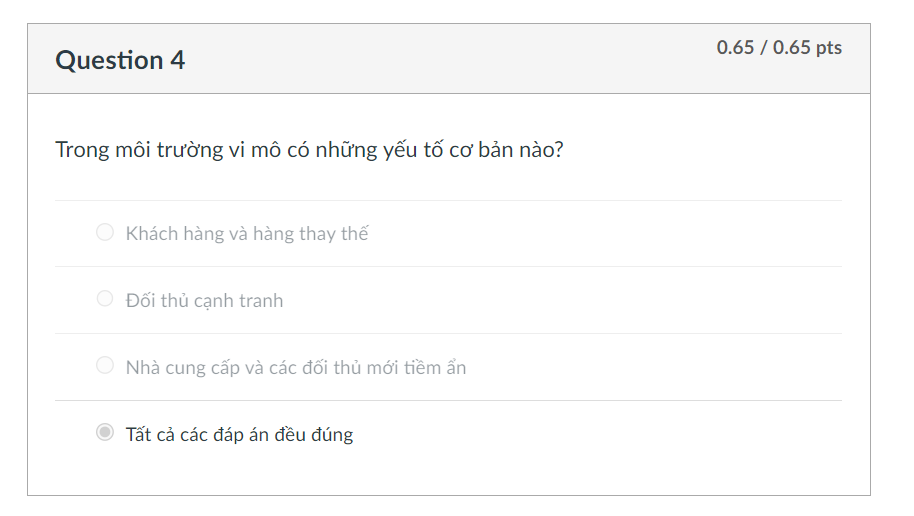 Question 4
0.65 / 0.65 pts
Trong môi trường vi mô có những yếu tố cơ bản nào?
Khách hàng và hàng thay thế
Đối thủ cạnh tranh
Nhà cung cấp và các đối thủ mới tiềm ẩn
Tất cả các đáp án đều đúng